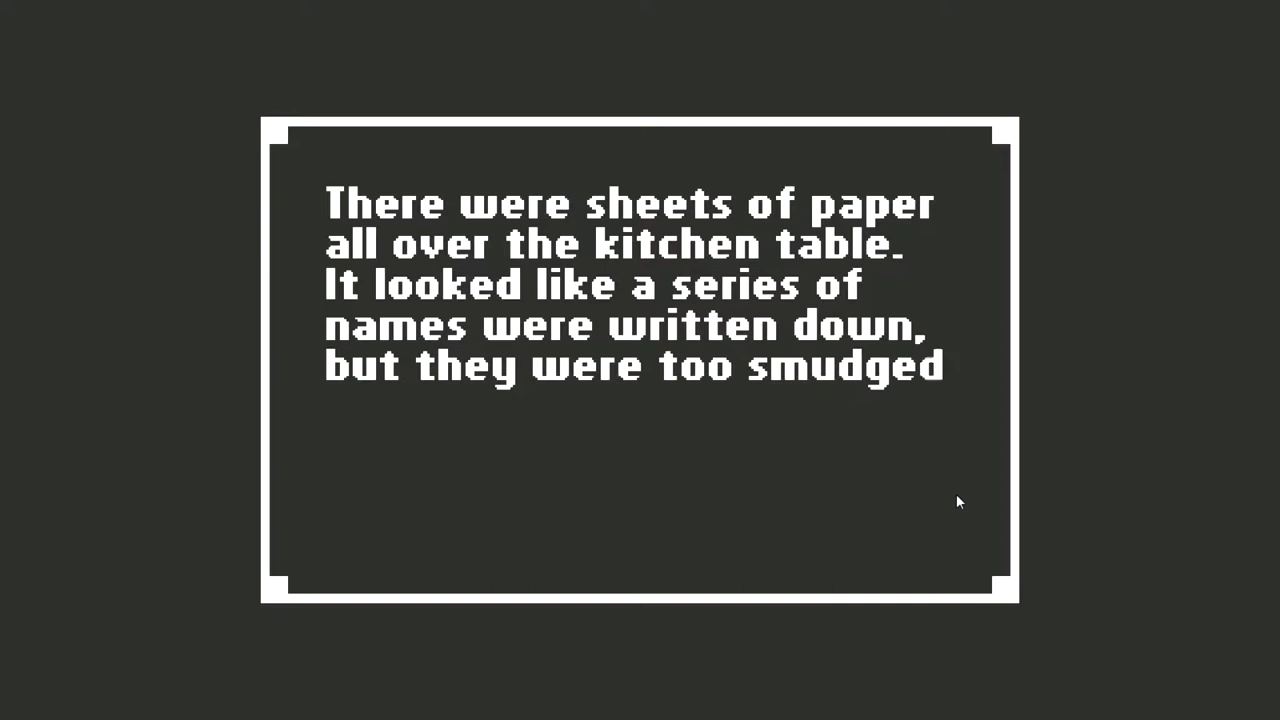 There were sheets of paper
all over the kitchen table.
It looked like a series of
names were written down,
but they were too smudged